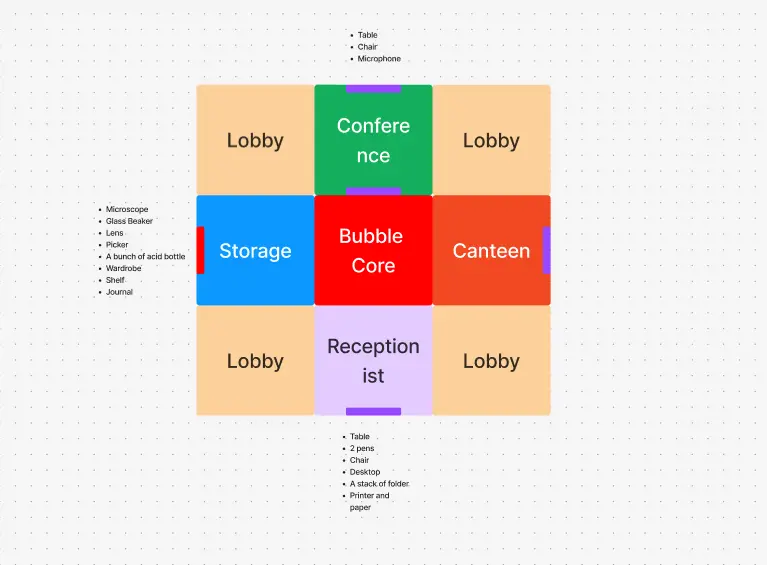 Table
Chair
Microphone
Lobby
Confere
nce
Lobby
Microscope
Glass Beaker
Lens
Picker
A bunch of acid bottle
Wardrobe
Shelf
Journal
Storage
Bubble
Core
Canteen
Lobby
Reception
ist
Lobby
Table
2 pens
Chair
Desktop
A stack of folder
Printer and
paper